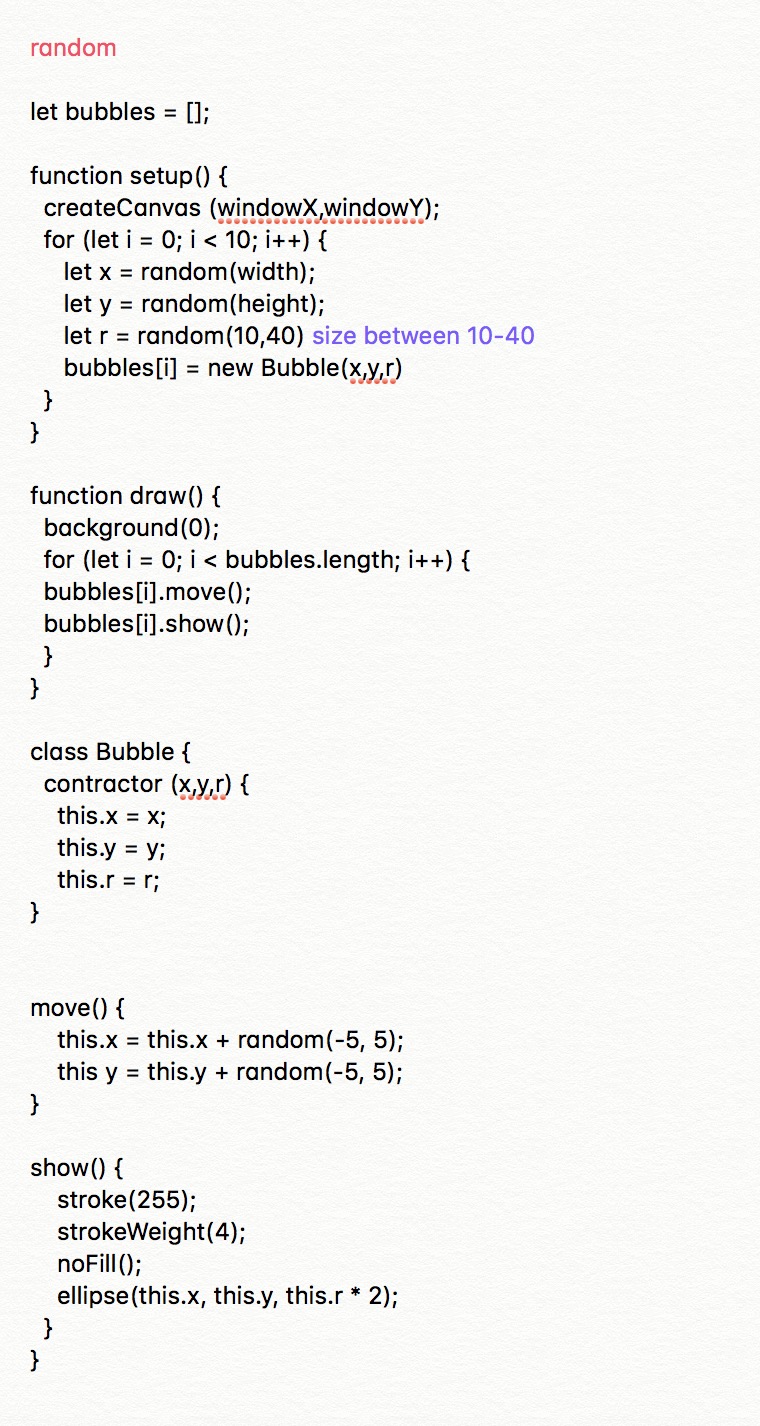 random
let bubbles = [];
function setup() {
createCanvas (windowX,windowY);
for (let i = 0; i < 10; i++) {
let x = random(width);
let y = random(height);
let r = random(10,40) size between 10-40
bubbles[i] = new Bubble(x,y,r)
}
}
function draw() {
background(0);
for (let i = 0; i < bubbles.length; i++) {
bubbles[i].move();
bubbles[i].show();
}
}
class Bubble {
contractor (x,y,r) {
this.x = x;
this.y = y;
this.r = r;
}
move() {
this.x = this.x + random(-5, 5);
this y = this.y + random(-5, 5);
}
show() {
stroke(255);
strokeWeight(4);
noFill();
ellipse(this.x, this.y, this.r * 2);
}
}